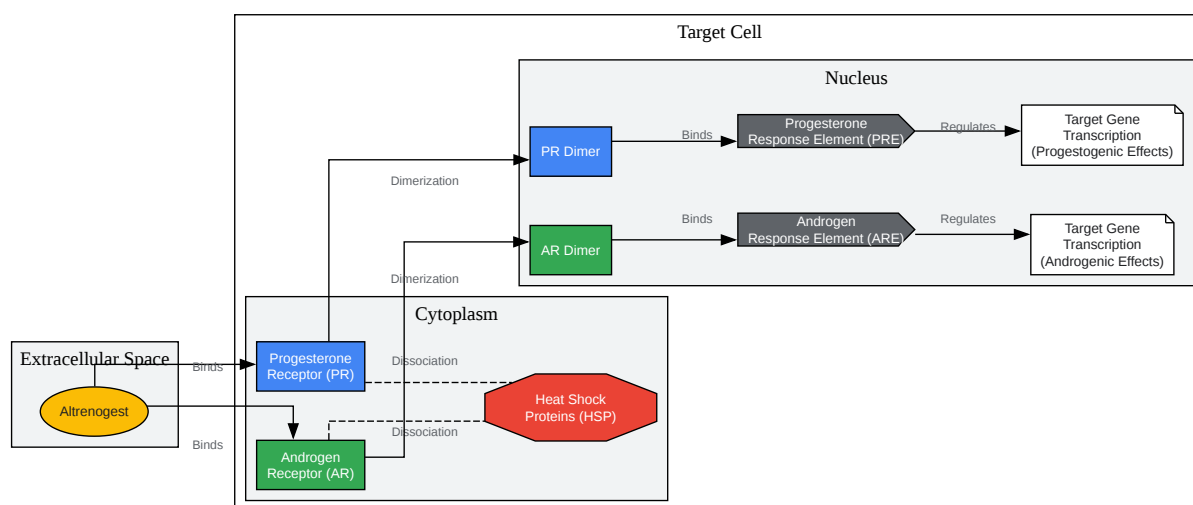 Target Cell
Nucleus
Progesterone
Response Element (PRE)
Target Gene
Transcription
(Progestogenic Effects)
PR Dimer
Binds
Regulates
Dimerization
Androgen
Response Element (ARE)
Target Gene
Transcription
(Androgenic Effects)
AR Dimer
Binds
Regulates
Dimerization
Cytoplasm
Extracellular Space
Progesterone
Receptor (PR)
Binds
Dissociation
Altrenogest
Heat Shock
Proteins (HSP)
Dissociation
Binds
Androgen
Receptor (AR)